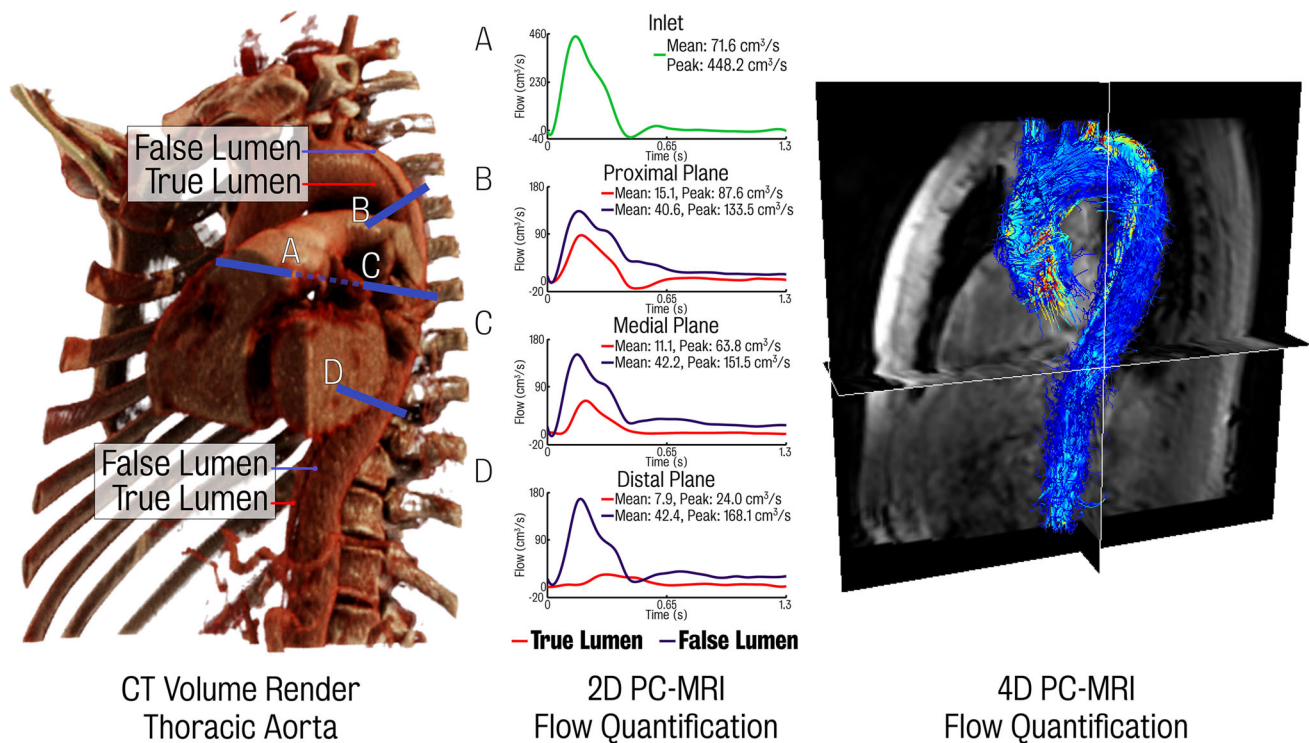 False Lumen
True Lumen
B
A
C
D
False Lumen
True Lumen
CT Volume Render
Thoracic Aorta
A
Inlet
Mean: 71.6 cm³/s
Peak: 448.2 cm³/s
Flow (cm³/s)
460
230
0
-40
0
0.65
1.3
Time (s)
B
Proximal Plane
Mean: 15.1, Peak: 87.6 cm³/s
Mean: 40.6, Peak: 133.5 cm³/s
Flow (cm³/s)
180
90
0
-20
0
0.65
1.3
Time (s)
C
Medial Plane
Mean: 11.1, Peak: 63.8 cm³/s
Mean: 42.2, Peak: 151.5 cm³/s
Flow (cm³/s)
180
90
0
-20
0
0.65
1.3
Time (s)
D
Distal Plane
Mean: 7.9, Peak: 24.0 cm³/s
Mean: 42.4, Peak: 168.1 cm³/s
Flow (cm³/s)
180
90
0
-20
0
0.65
1.3
Time (s)
True Lumen
False Lumen
2D PC-MRI
Flow Quantification
4D PC-MRI
Flow Quantification